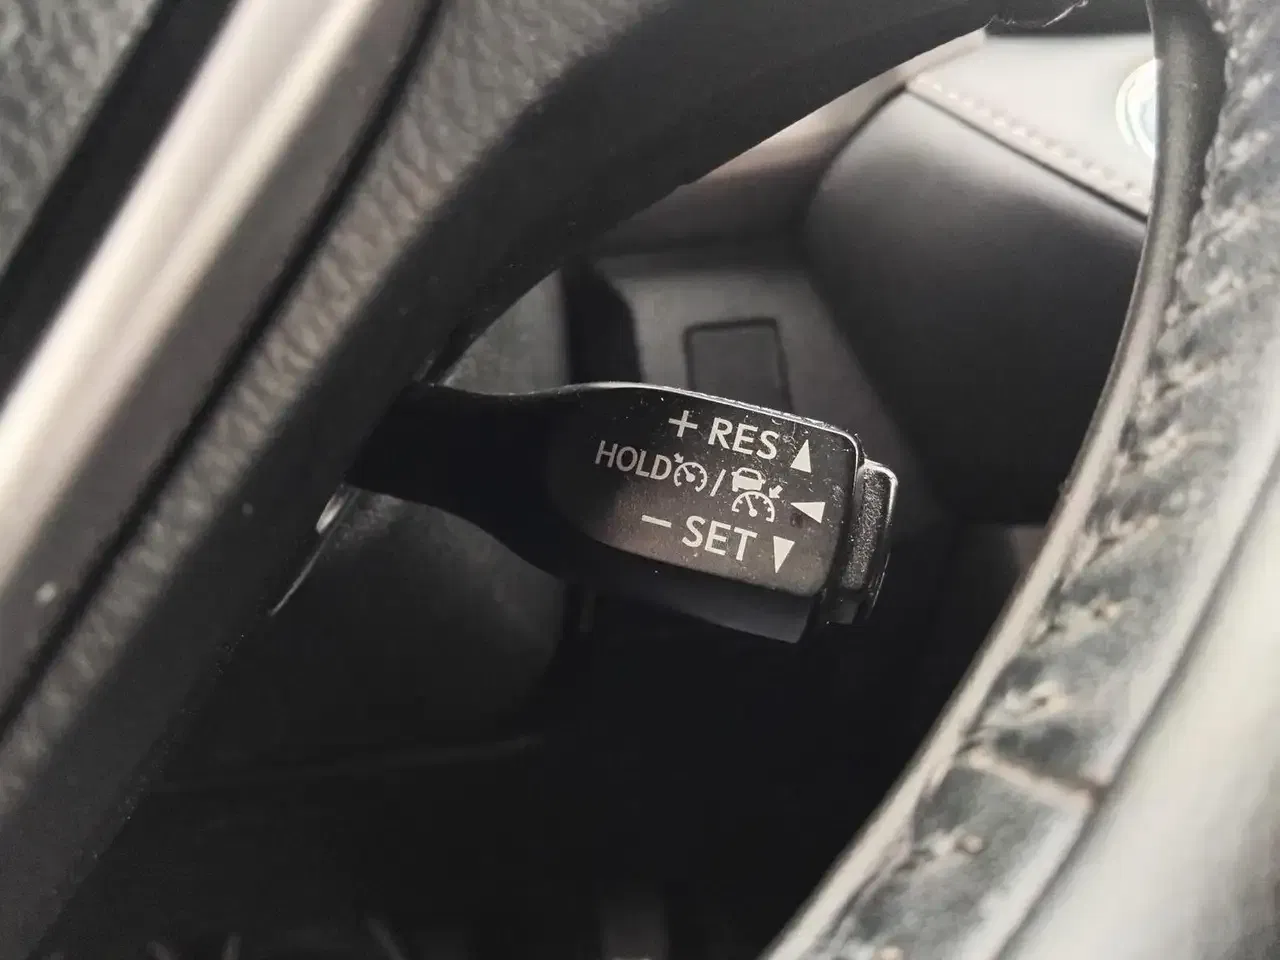 + RES ▲
HOLD / ◀
− SET ▼